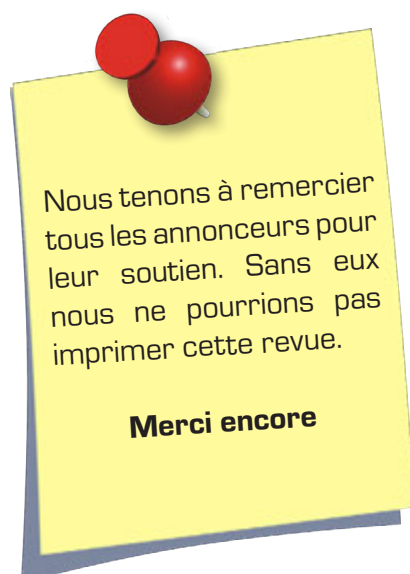 Nous tenons à remercier
tous les annonceurs pour
leur soutien. Sans eux
nous ne pourrions pas
imprimer cette revue.
Merci encore